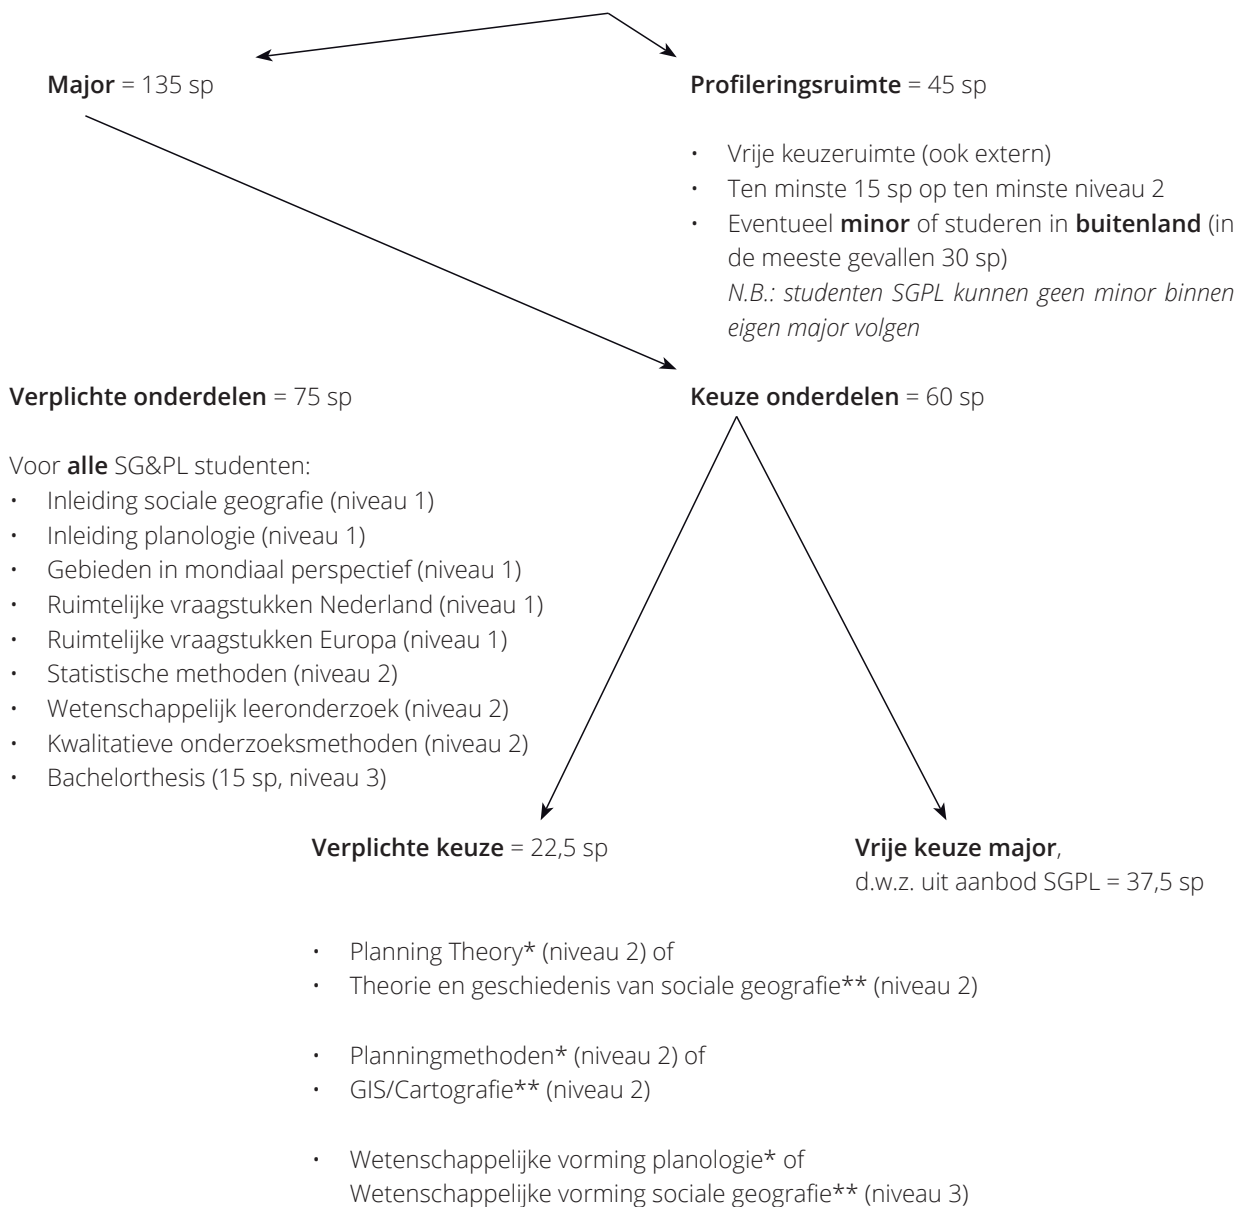 Major = 135 sp
Profileringsruimte = 45 sp
• Vrije keuzeruimte (ook extern)
• Ten minste 15 sp op ten minste niveau 2
• Eventueel minor of studeren in buitenland (in
de meeste gevallen 30 sp)
N.B.: studenten SGPL kunnen geen minor binnen
eigen major volgen
Verplichte onderdelen = 75 sp
Voor alle SG&PL studenten:
• Inleiding sociale geografie (niveau 1)
• Inleiding planologie (niveau 1)
• Gebieden in mondiaal perspectief (niveau 1)
• Ruimtelijke vraagstukken Nederland (niveau 1)
• Ruimtelijke vraagstukken Europa (niveau 1)
• Statistische methoden (niveau 2)
• Wetenschappelijk leeronderzoek (niveau 2)
• Kwalitatieve onderzoeksmethoden (niveau 2)
• Bachelorthesis (15 sp, niveau 3)
Keuze onderdelen = 60 sp
Verplichte keuze = 22,5 sp
• Planning Theory* (niveau 2) of
• Theorie en geschiedenis van sociale geografie** (niveau 2)
• Planningmethoden* (niveau 2) of
• GIS/Cartografie** (niveau 2)
• Wetenschappelijke vorming planologie* of
Wetenschappelijke vorming sociale geografie** (niveau 3)
Vrije keuze major,
d.w.z. uit aanbod SGPL = 37,5 sp